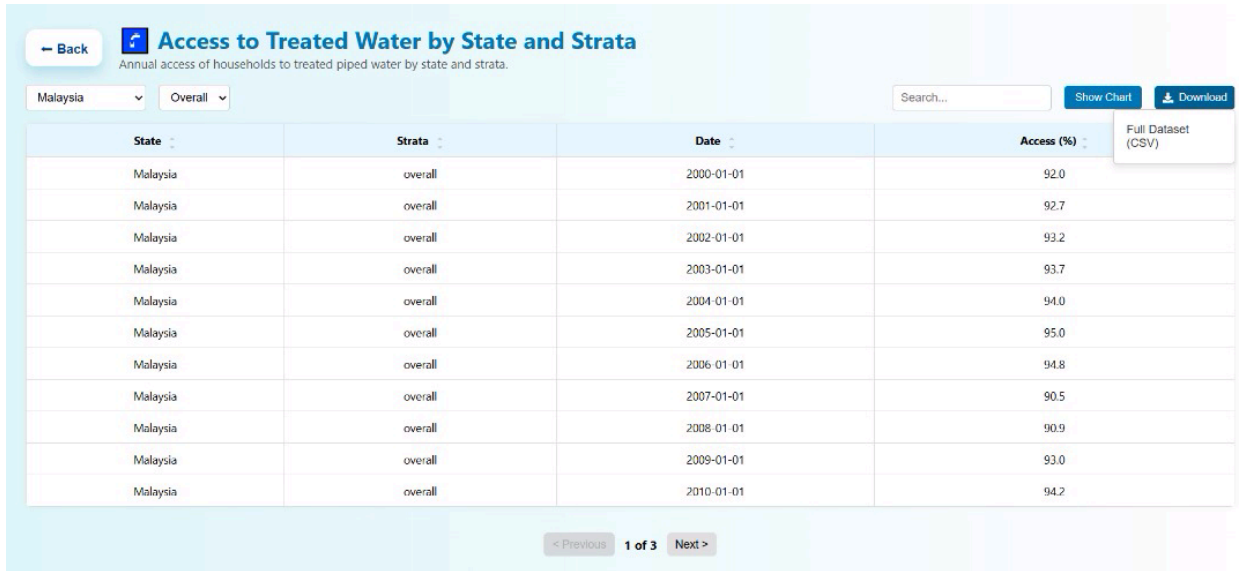 ← Back
Access to Treated Water by State and Strata
Annual access of households to treated piped water by state and strata.
Malaysia Overall Search... Show Chart Download
Full Dataset
(CSV)
State Strata Date Access (%)
Malaysia overall 2000-01-01 92.0
Malaysia overall 2001-01-01 92.7
Malaysia overall 2002-01-01 93.2
Malaysia overall 2003-01-01 93.7
Malaysia overall 2004-01-01 94.0
Malaysia overall 2005-01-01 95.0
Malaysia overall 2006-01-01 94.8
Malaysia overall 2007-01-01 90.5
Malaysia overall 2008-01-01 90.9
Malaysia overall 2009-01-01 93.0
Malaysia overall 2010-01-01 94.2
< Previous 1 of 3 Next >